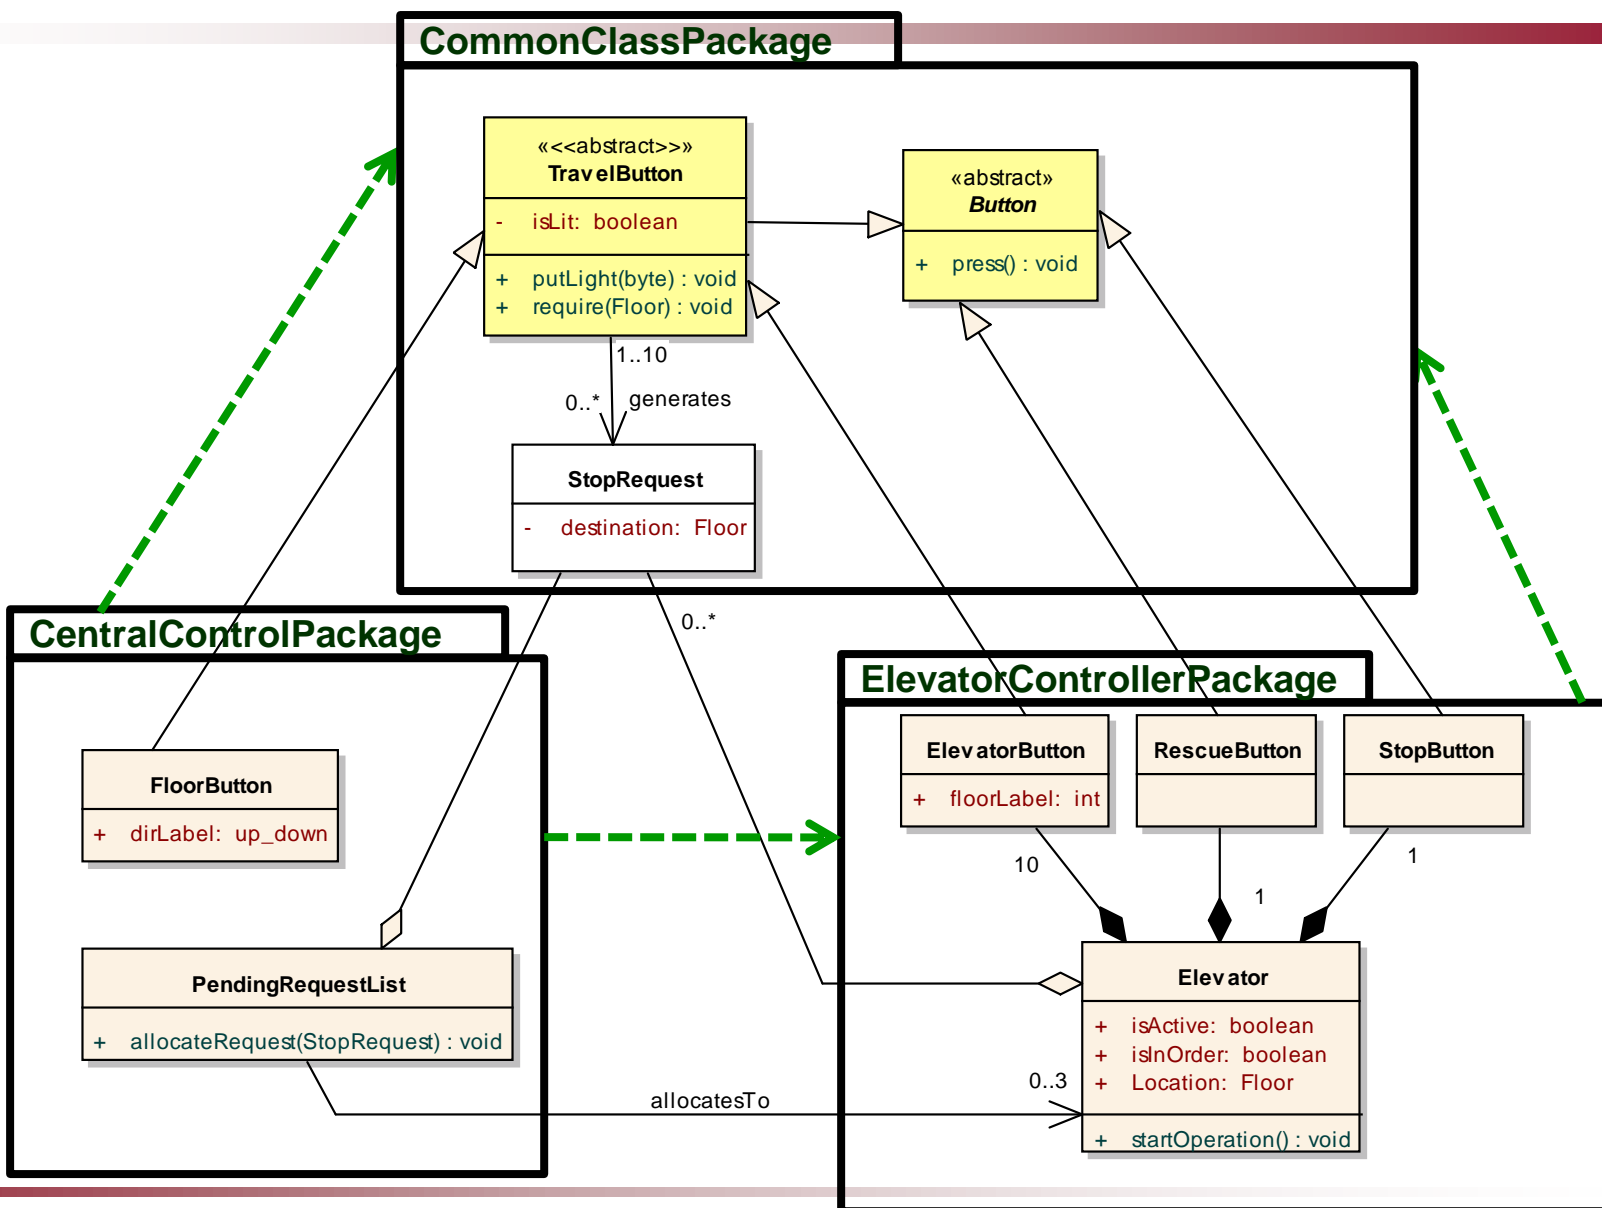 CommonClassPackage
«<<abstract>>»
TravelButton
- isLit: boolean
+ putLight(byte) : void
+ require(Floor) : void
«abstract»
Button
+ press() : void
1..10
0..* generates
StopRequest
- destination: Floor
0..*
CentralControlPackage
FloorButton
+ dirLabel: up_down
PendingRequestList
+ allocateRequest(StopRequest) : void
allocatesTo
0..3
ElevatorControllerPackage
ElevatorButton
+ floorLabel: int
RescueButton
StopButton
10
1
1
Elevator
+ isActive: boolean
+ isInOrder: boolean
+ Location: Floor
+ startOperation() : void